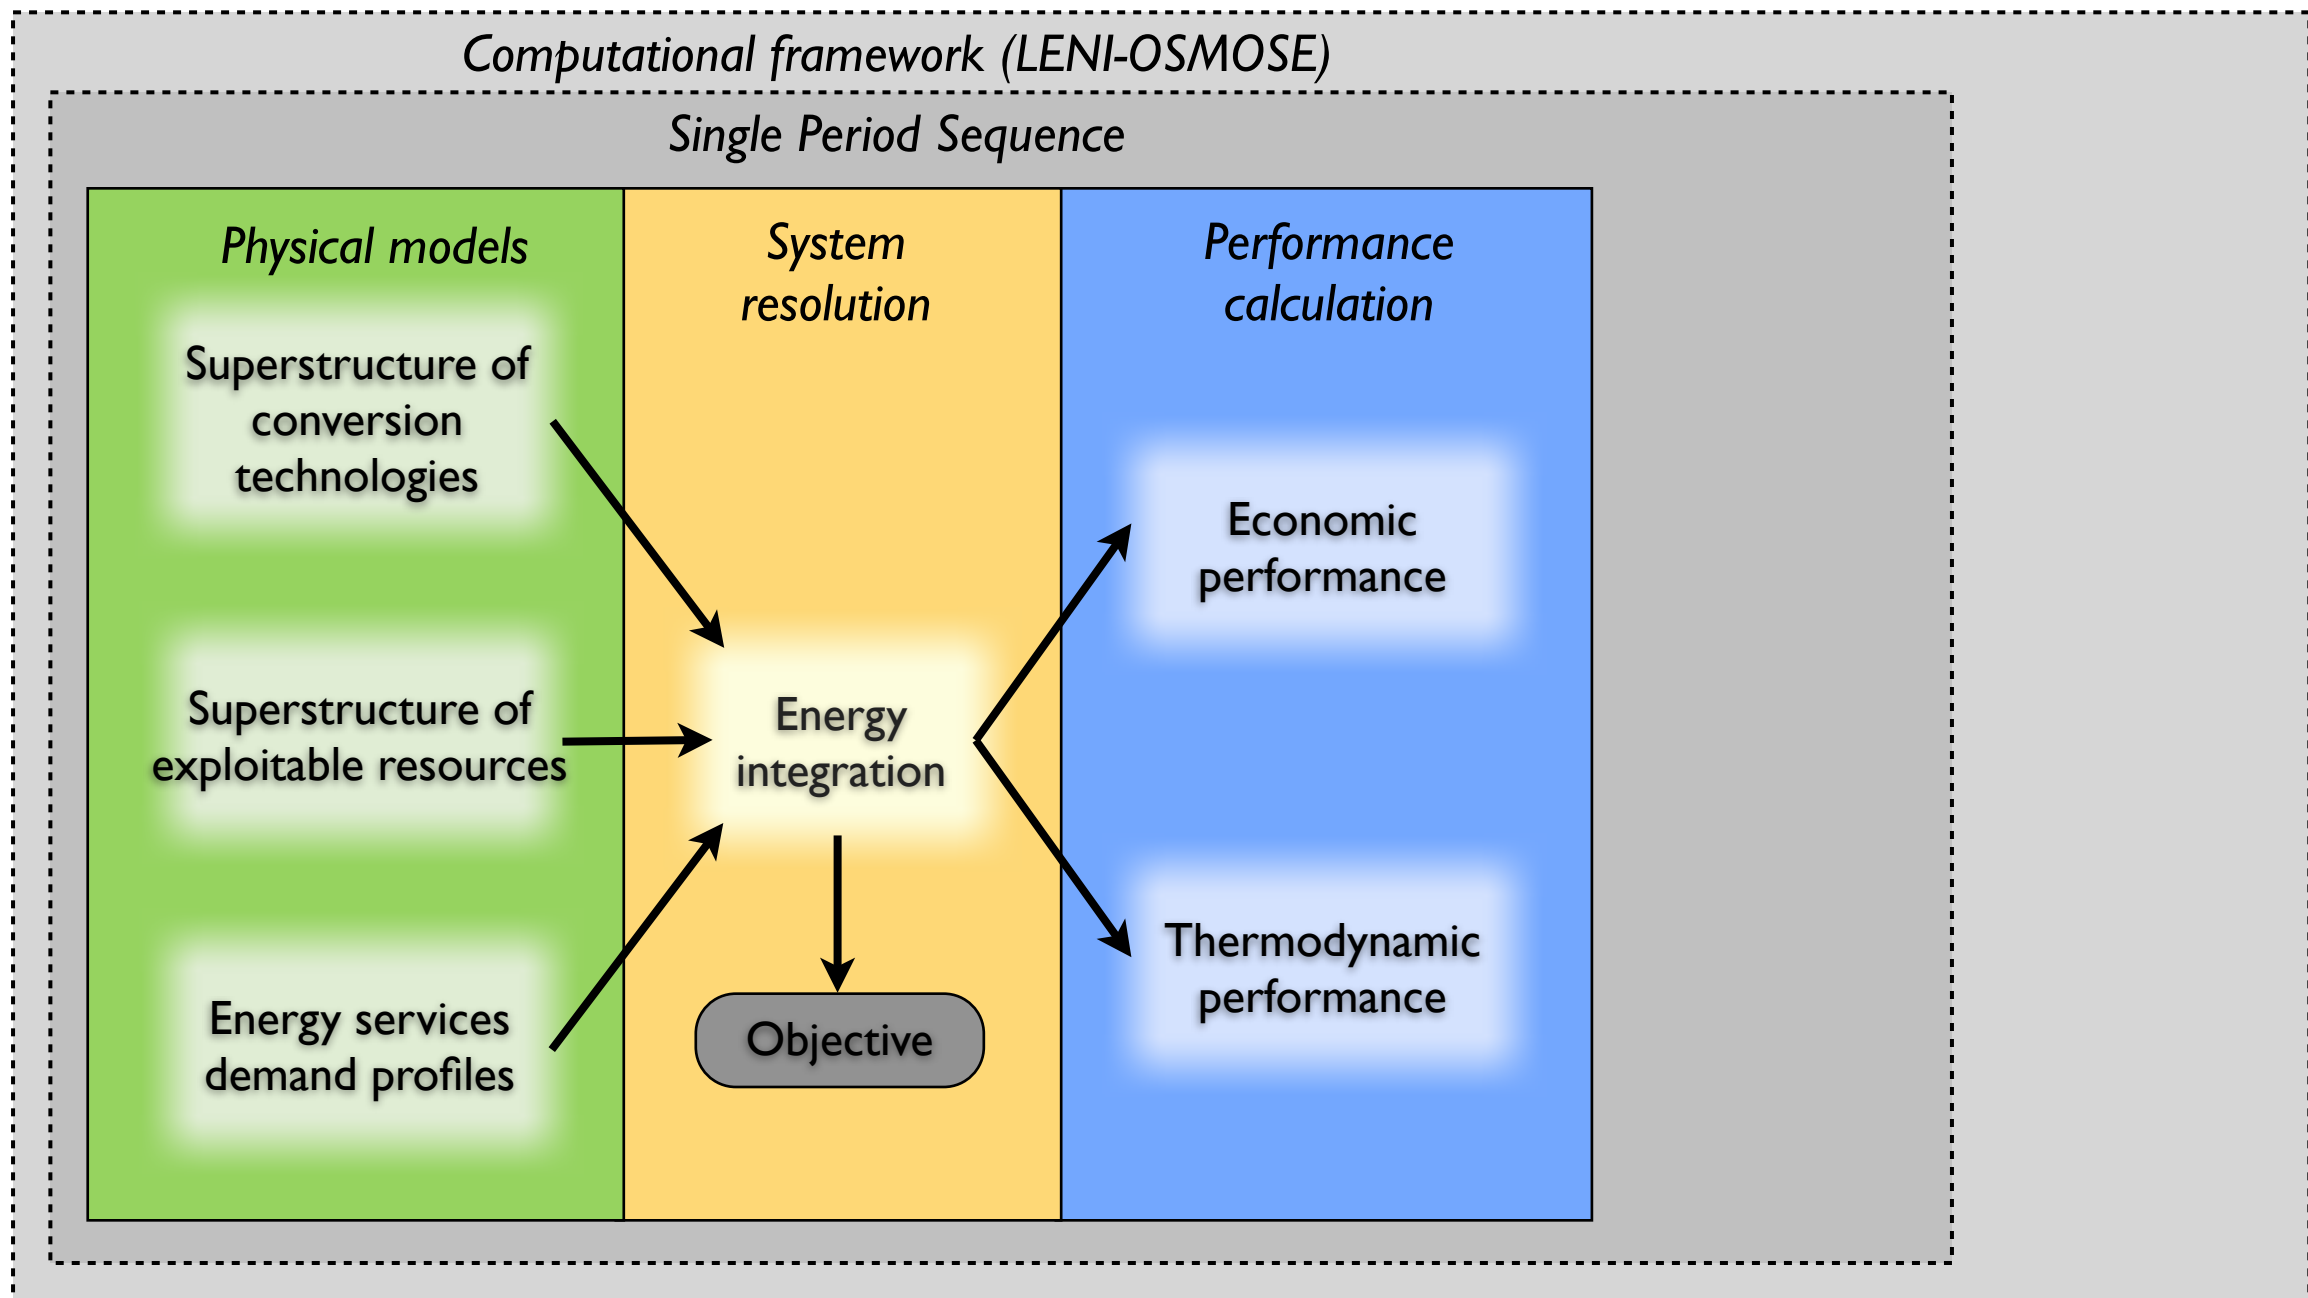 Computational framework (LENI-OSMOSE)
Single Period Sequence
Physical models
Superstructure of
conversion
technologies
Superstructure of
exploitable resources
Energy services
demand profiles
System
resolution
Energy
integration
Objective
Performance
calculation
Economic
performance
Thermodynamic
performance